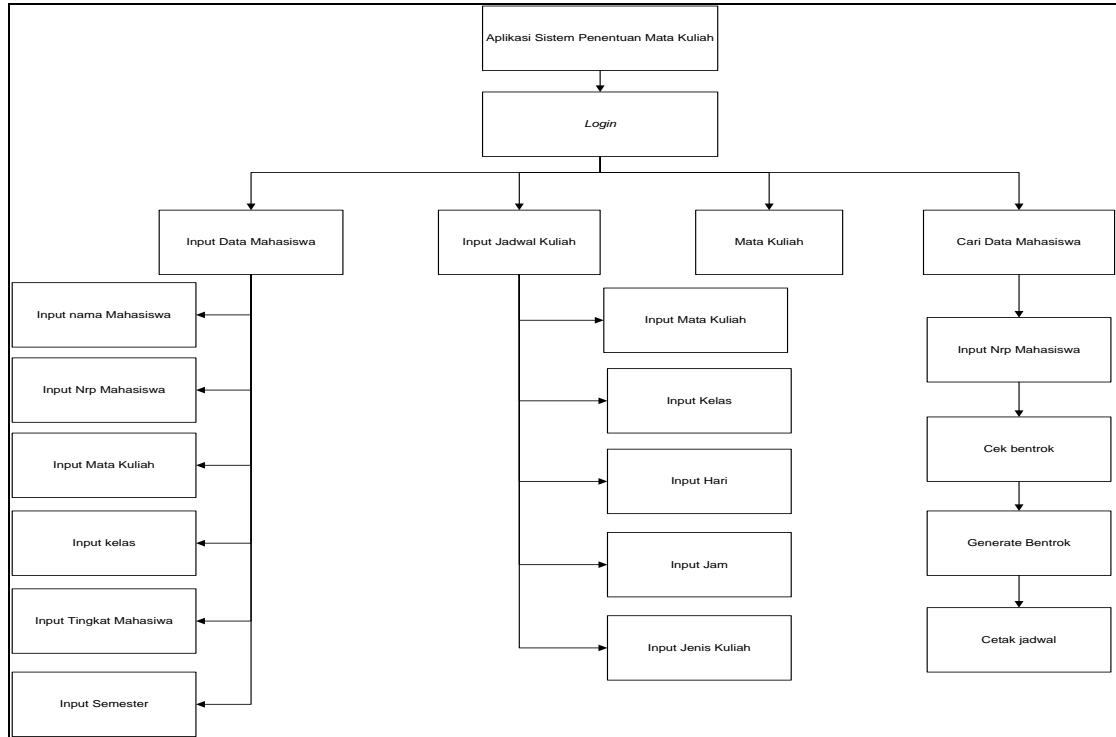 Aplikasi Sistem Penentuan Mata Kuliah
Login
Input Data Mahasiswa
Input Jadwal Kuliah
Mata Kuliah
Cari Data Mahasiswa
Input nama Mahasiswa
Input Nrp Mahasiswa
Input Mata Kuliah
Input kelas
Input Tingkat Mahasiwa
Input Semester
Input Mata Kuliah
Input Kelas
Input Hari
Input Jam
Input Jenis Kuliah
Input Nrp Mahasiswa
Cek bentrok
Generate Bentrok
Cetak jadwal